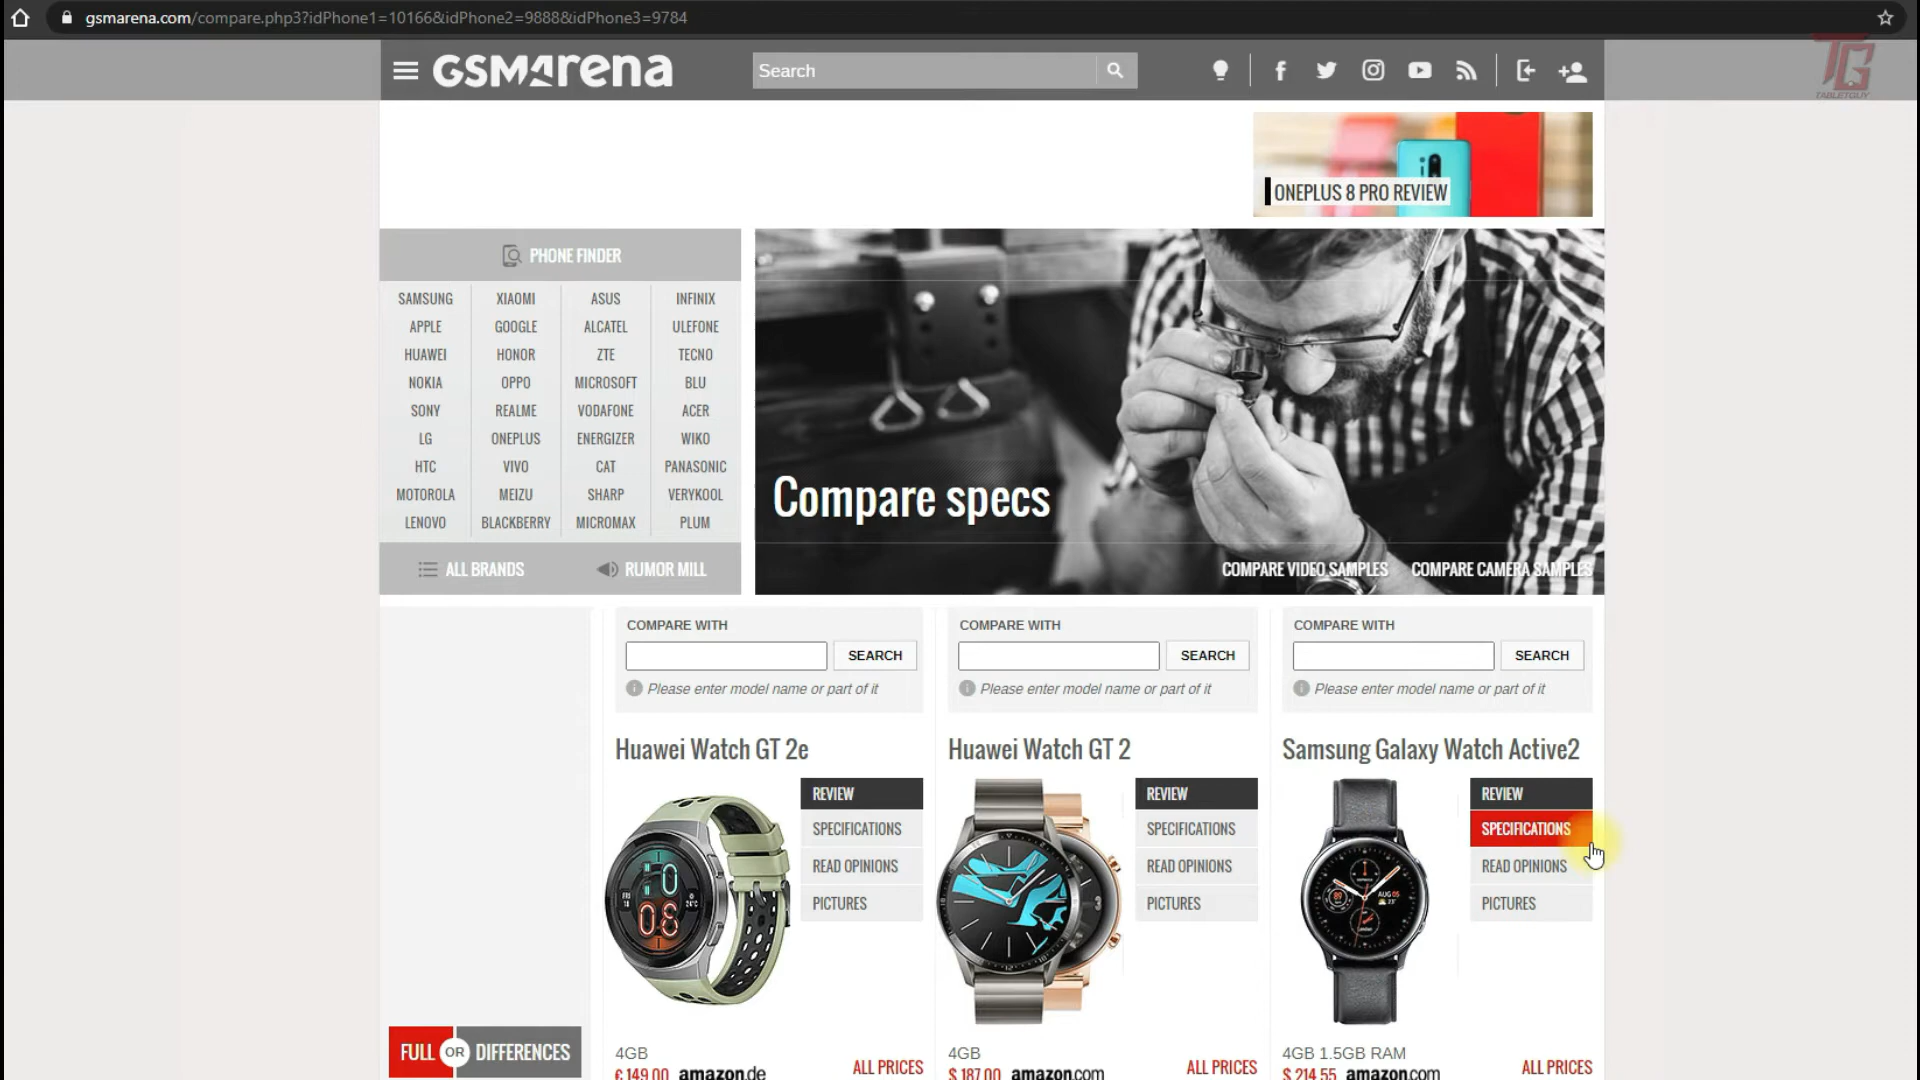 gsmarena.com/compare.php3?idPhone1=10166&idPhone2=9888&idPhone3=9784
GSMArena
Search
TG
TABLETGUY
ONEPLUS 8 PRO REVIEW
PHONE FINDER
SAMSUNG XIAOMI ASUS INFINIX
APPLE GOOGLE ALCATEL ULEFONE
HUAWEI HONOR ZTE TECNO
NOKIA OPPO MICROSOFT BLU
SONY REALME VODAFONE ACER
LG ONEPLUS ENERGIZER WIKO
HTC VIVO CAT PANASONIC
MOTOROLA MEIZU SHARP VERYKOOL
LENOVO BLACKBERRY MICROMAX PLUM
ALL BRANDS RUMOR MILL
Compare specs
COMPARE VIDEO SAMPLES COMPARE CAMERA SAMPLES
COMPARE WITH COMPARE WITH COMPARE WITH
SEARCH SEARCH SEARCH
Please enter model name or part of it Please enter model name or part of it Please enter model name or part of it
Huawei Watch GT 2e Huawei Watch GT 2 Samsung Galaxy Watch Active2
REVIEW REVIEW REVIEW
SPECIFICATIONS SPECIFICATIONS SPECIFICATIONS
READ OPINIONS READ OPINIONS READ OPINIONS
PICTURES PICTURES PICTURES
10
08
AUG 05
FULL OR DIFFERENCES
4GB 4GB 4GB 1.5GB RAM
€ 149.00 amazon.de ALL PRICES $ 187.00 amazon.com ALL PRICES $ 214.55 amazon.com ALL PRICES